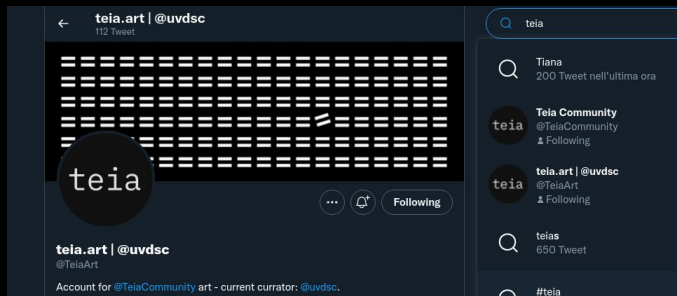 teia.art | @uvdsc
112 Tweet
teia
Following
teia.art | @uvdsc
@TeiaArt
Account for @TeiaCommunity art - current currator: @uvdsc.
teia
Tiana
200 Tweet nell'ultima ora
teia
Teia Community
@TeiaCommunity
Following
teia
teia.art | @uvdsc
@TeiaArt
Following
teias
650 Tweet
#teia